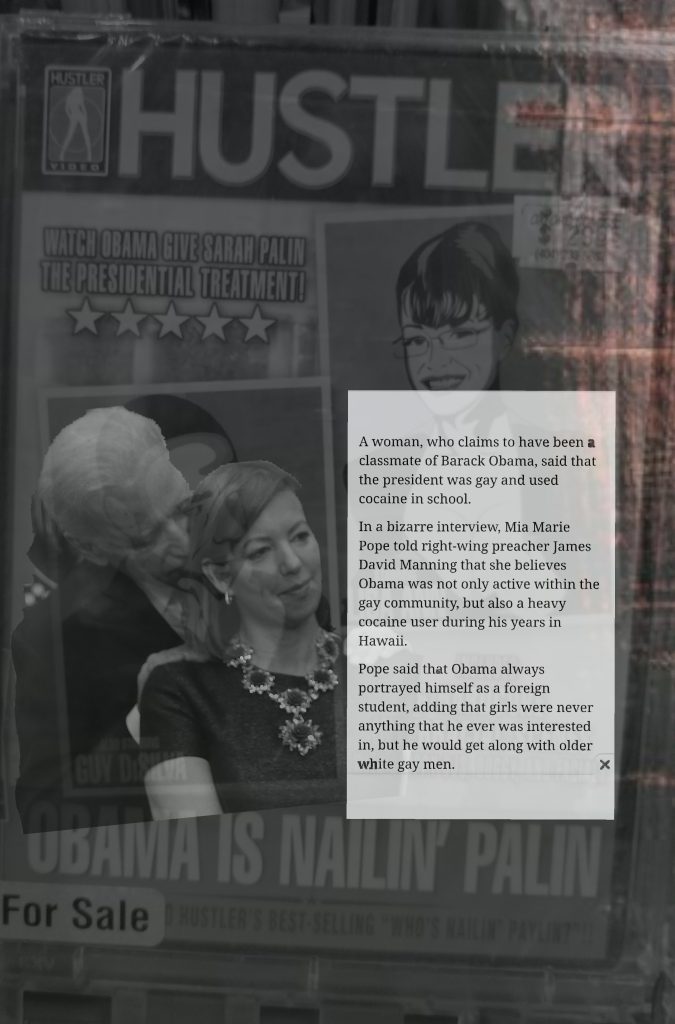 HUSTLER
VIDEO
HUSTLER
WATCH OBAMA GIVE SARAH PALIN
THE PRESIDENTIAL TREATMENT!
A woman, who claims to have been a
classmate of Barack Obama, said that
the president was gay and used
cocaine in school.
In a bizarre interview, Mia Marie
Pope told right-wing preacher James
David Manning that she believes
Obama was not only active within the
gay community, but also a heavy
cocaine user during his years in
Hawaii.
Pope said that Obama always
portrayed himself as a foreign
student, adding that girls were never
anything that he ever was interested
in, but he would get along with older
white gay men.
GUY DISILVA
OBAMA IS NAILIN' PALIN
For Sale
HUSTLER'S BEST-SELLING "WHO'S NAILIN' PAYLIN?"!!